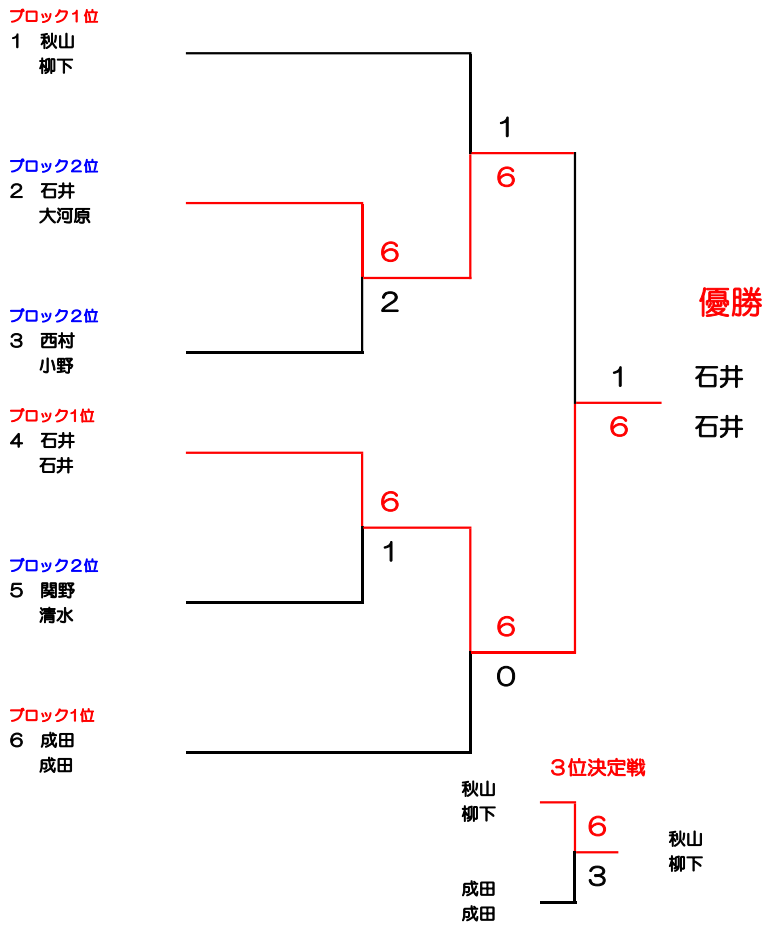 ブロック1位
1 秋山
柳下
1
6
ブロック2位
2 石井
大河原
6
2
ブロック2位
3 西村
小野
優勝
1 石井
6 石井
ブロック1位
4 石井
石井
6
1
ブロック2位
5 関野
清水
6
0
ブロック1位
6 成田
成田
3位決定戦
秋山
柳下
6
3
秋山
柳下
成田
成田